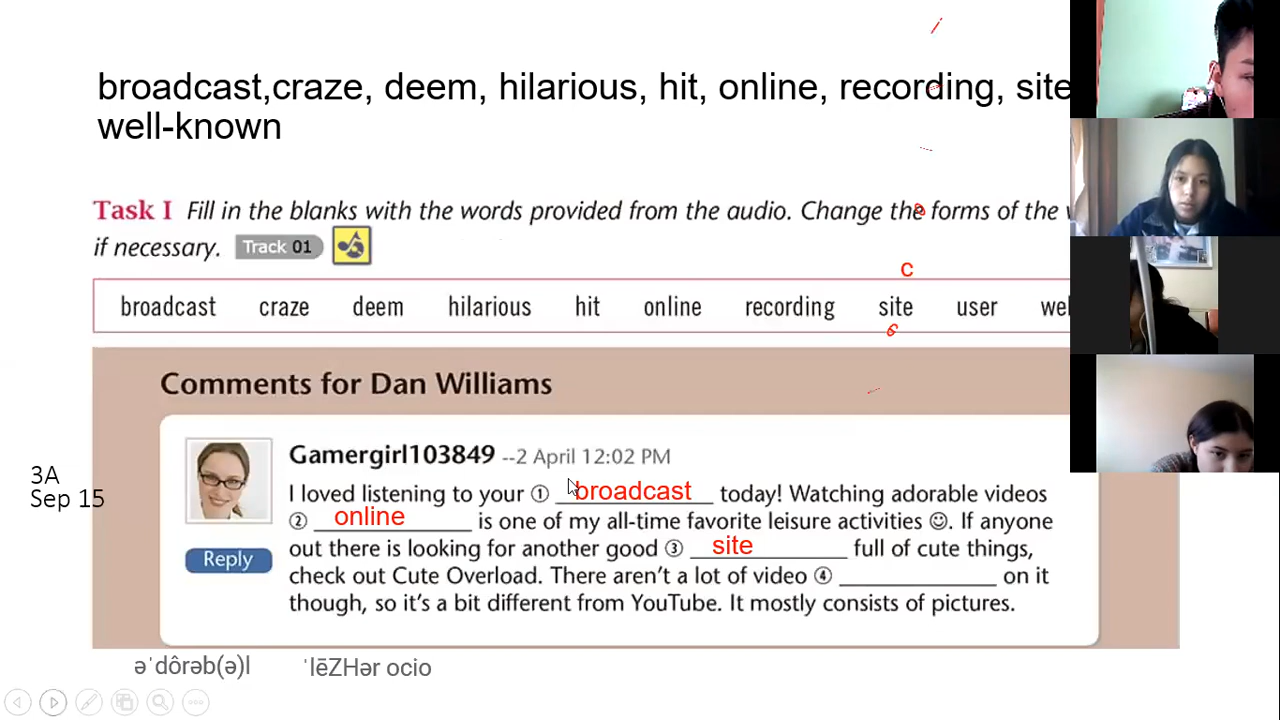 broadcast,craze, deem, hilarious, hit, online, recording, site
well-known
Task I Fill in the blanks with the words provided from the audio. Change the forms of the
if necessary. Track 01
c
broadcast craze deem hilarious hit online recording site user
Comments for Dan Williams
Gamergirl103849 --2 April 12:02 PM
3A
Sep 15
I loved listening to your ① broadcast today! Watching adorable videos
② online is one of my all-time favorite leisure activities ☺. If anyone
out there is looking for another good ③ site full of cute things,
Reply
check out Cute Overload. There aren't a lot of video ④ ____________ on it
though, so it's a bit different from YouTube. It mostly consists of pictures.
əˈdôrəb(ə)l ˈlēZHər ocio